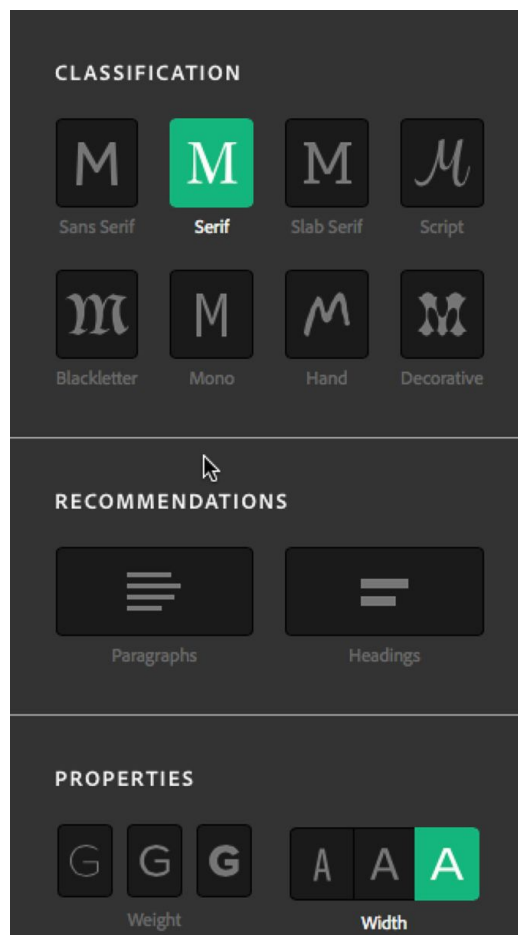 CLASSIFICATION
M M M M
Sans Serif Serif Slab Serif Script
M M M M
Blackletter Mono Hand Decorative
RECOMMENDATIONS
Paragraphs Headings
PROPERTIES
G G G A A A
Weight Width